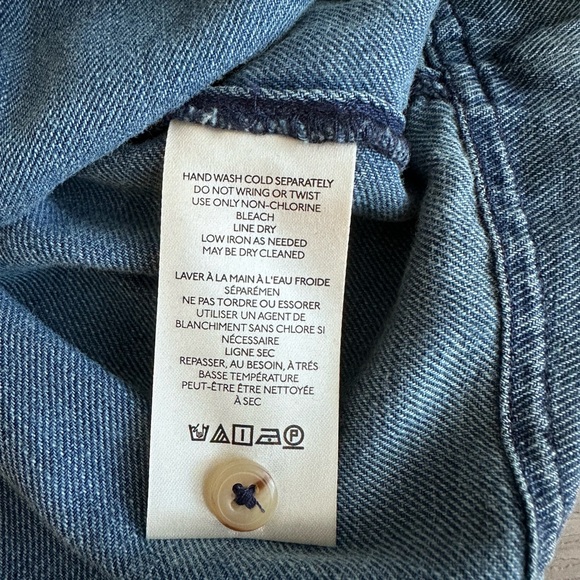 HAND WASH COLD SEPARATELY
DO NOT WRING OR TWIST
USE ONLY NON-CHLORINE
BLEACH
LINE DRY
LOW IRON AS NEEDED
MAY BE DRY CLEANED
LAVER À LA MAIN À L'EAU FROIDE
SÉPARÉMEN
NE PAS TORDRE OU ESSORER
UTILISER UN AGENT DE
BLANCHIMENT SANS CHLORE SI
NÉCESSAIRE
LIGNE SEC
REPASSER, AU BESOIN, À TRÉS
BASSE TEMPÉRATURE
PEUT-ÊTRE ÊTRE NETTOYÉE
À SEC
P